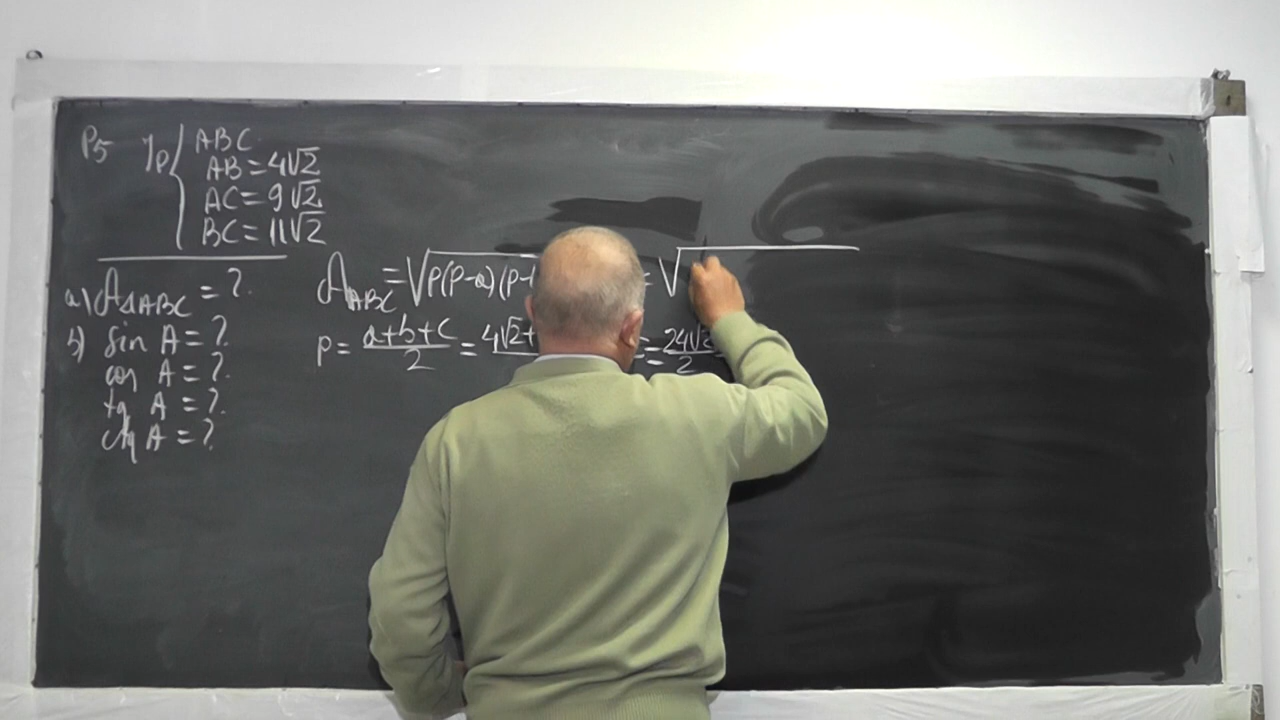 P5 Ip { ABC
AB = 4√2
AC = 9√2
BC = 11√2
a) A△ABC = ?
b) sin A = ?
cos A = ?
tg A = ?
ctg A = ?
A ABC = √p(p-a)(p- = √
p = a+b+c/2 = 4√2+ = 24√2/2